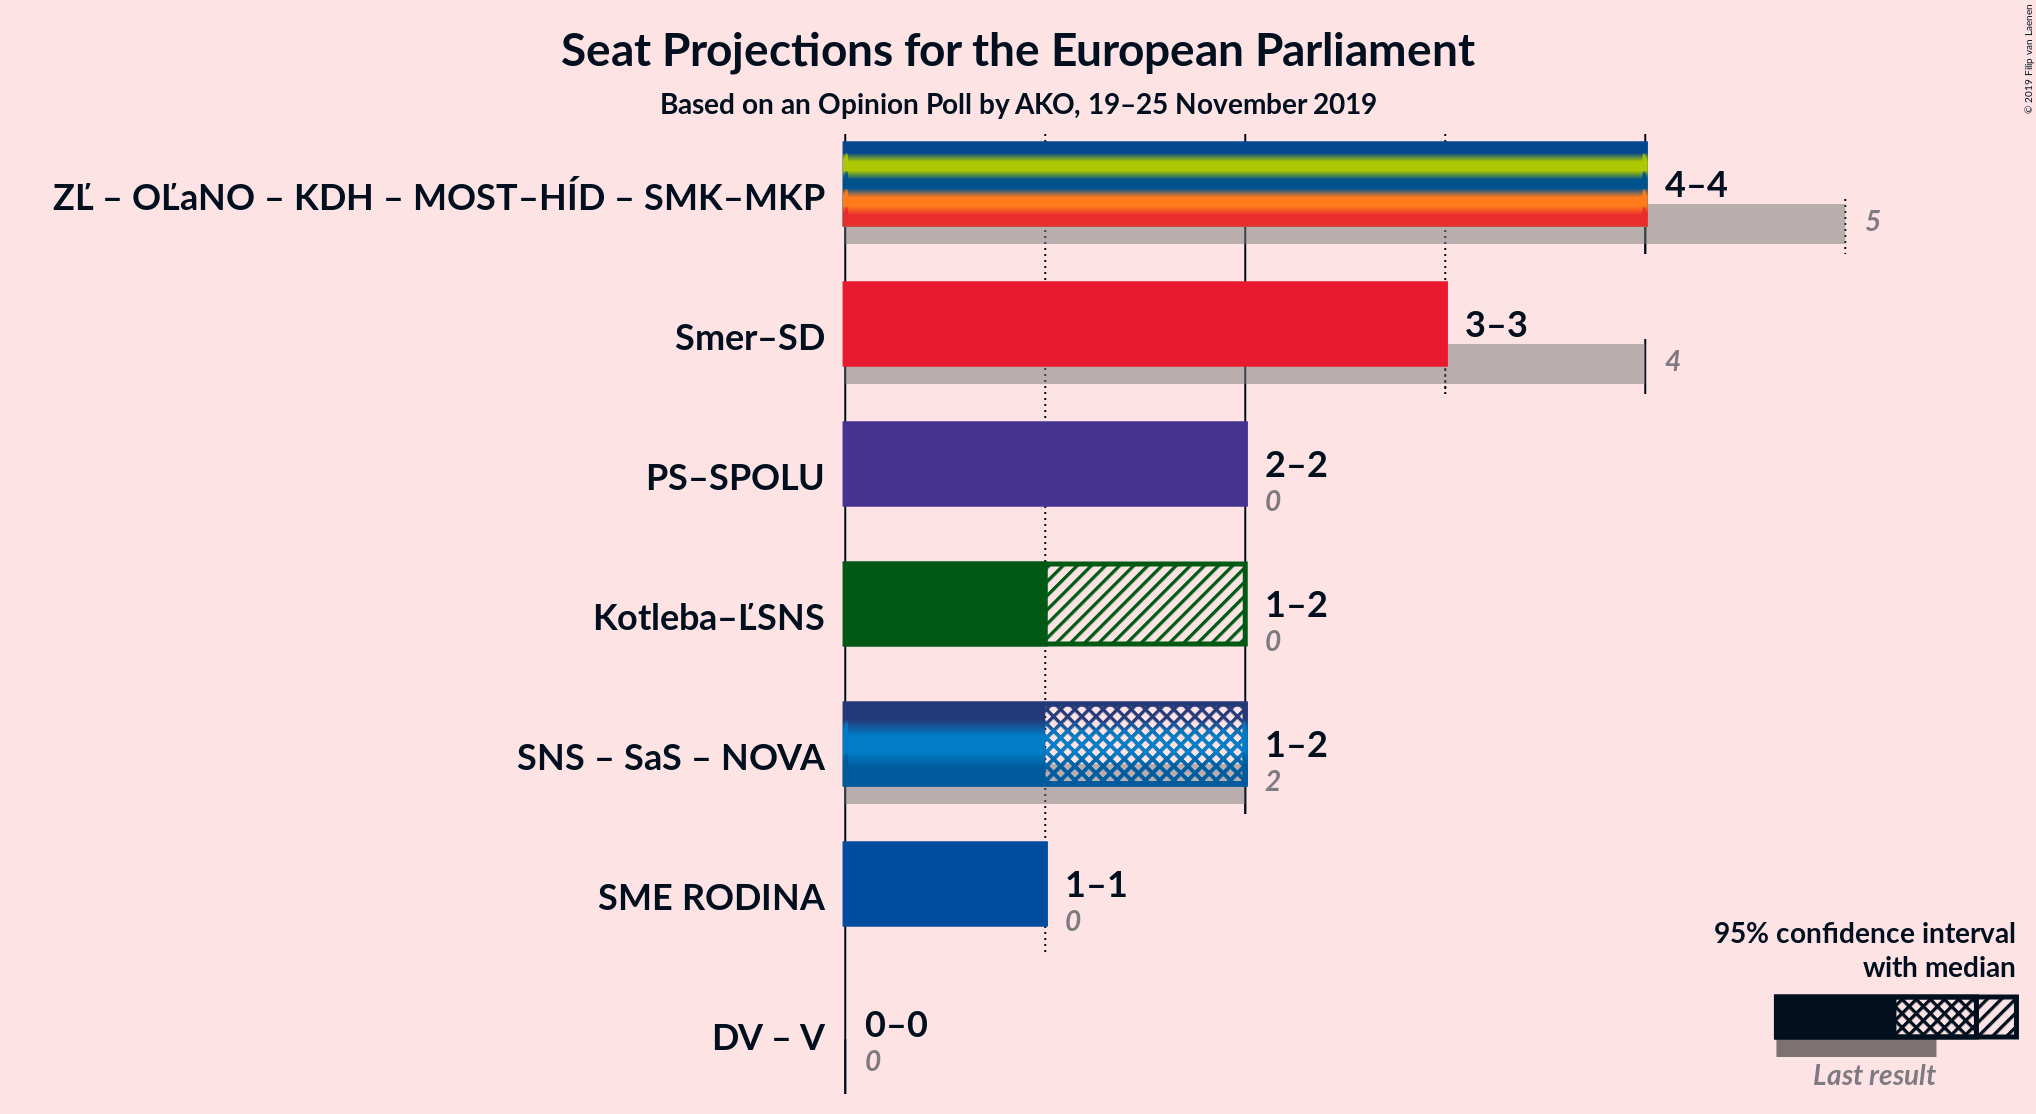 Seat Projections for the European Parliament
Based on an Opinion Poll by AKO, 19–25 November 2019
© 2019 Filip van Laenen
ZĽ – OĽaNO – KDH – MOST–HÍD – SMK–MKP
4–4
5
Smer–SD
3–3
4
PS–SPOLU
2–2
0
Kotleba–ĽSNS
1–2
0
SNS – SaS – NOVA
1–2
2
SME RODINA
1–1
0
DV – V
0–0
0
95% confidence interval
with median
Last result